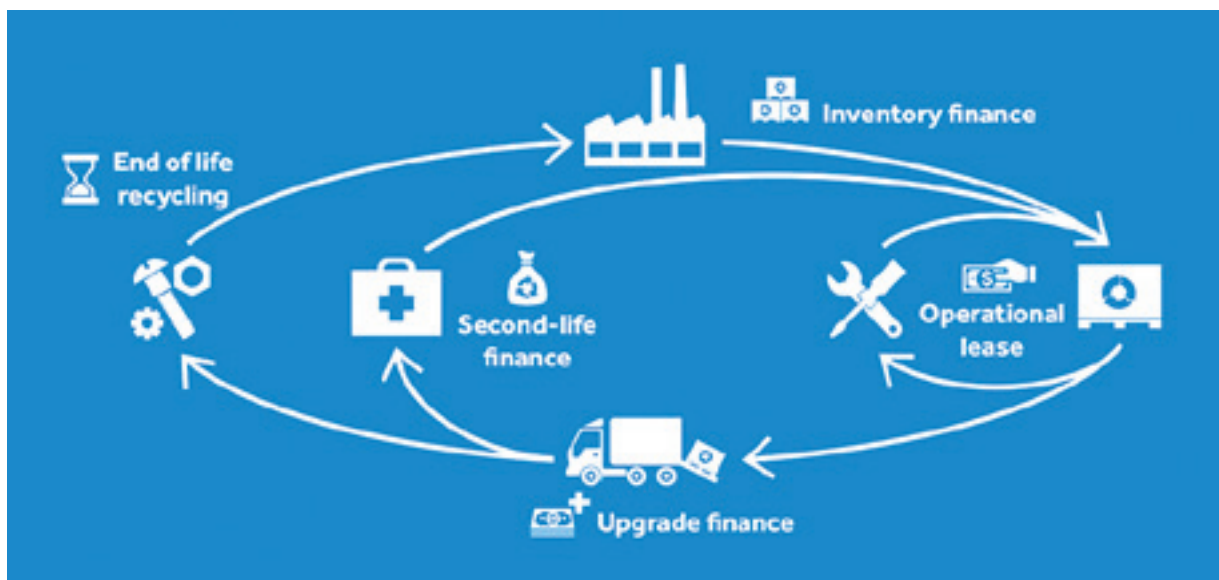 Inventory finance
End of life
recycling
Second-life
finance
Operational
lease
Upgrade finance